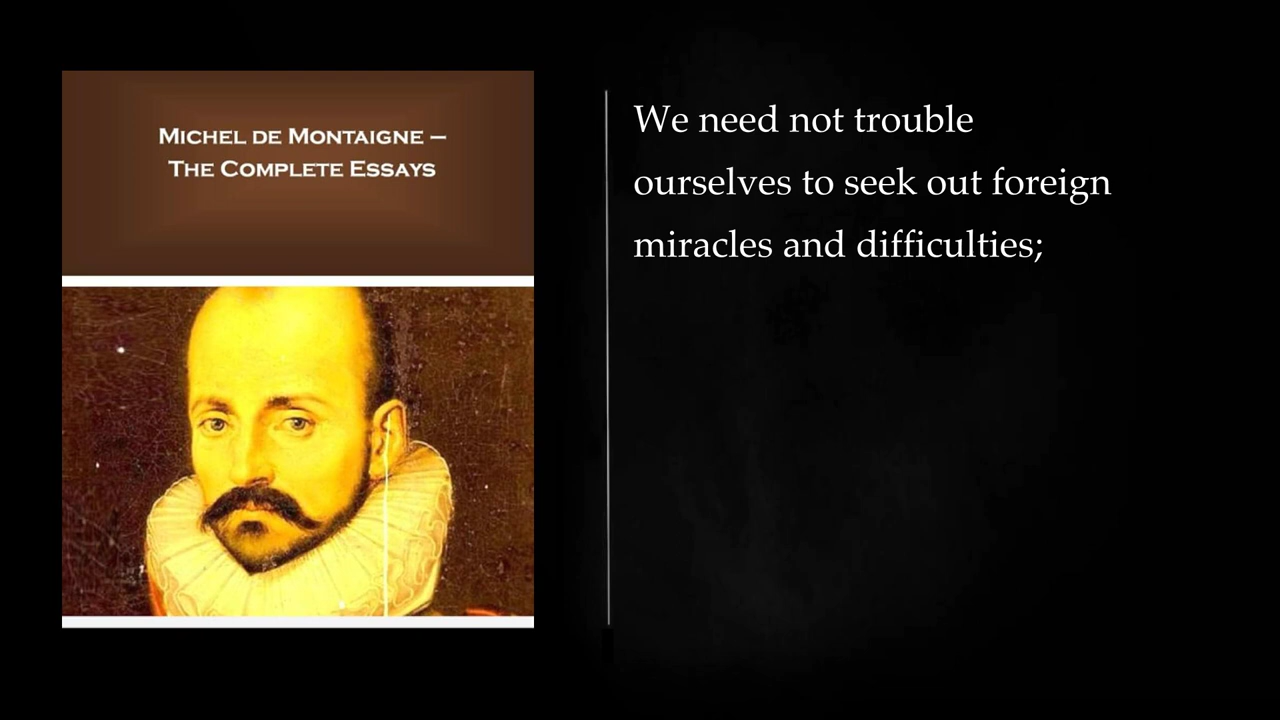 MICHEL DE MONTAIGNE –
THE COMPLETE ESSAYS
We need not trouble
ourselves to seek out foreign
miracles and difficulties;